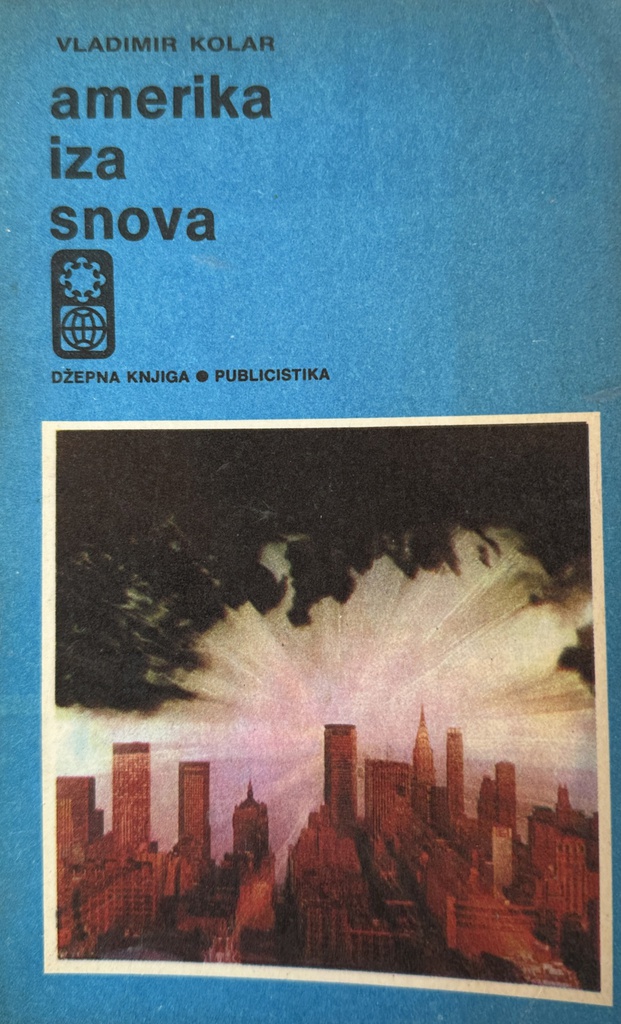 VLADIMIR KOLAR
amerika
iza
snova
DŽEPNA KNJIGA ● PUBLICISTIKA